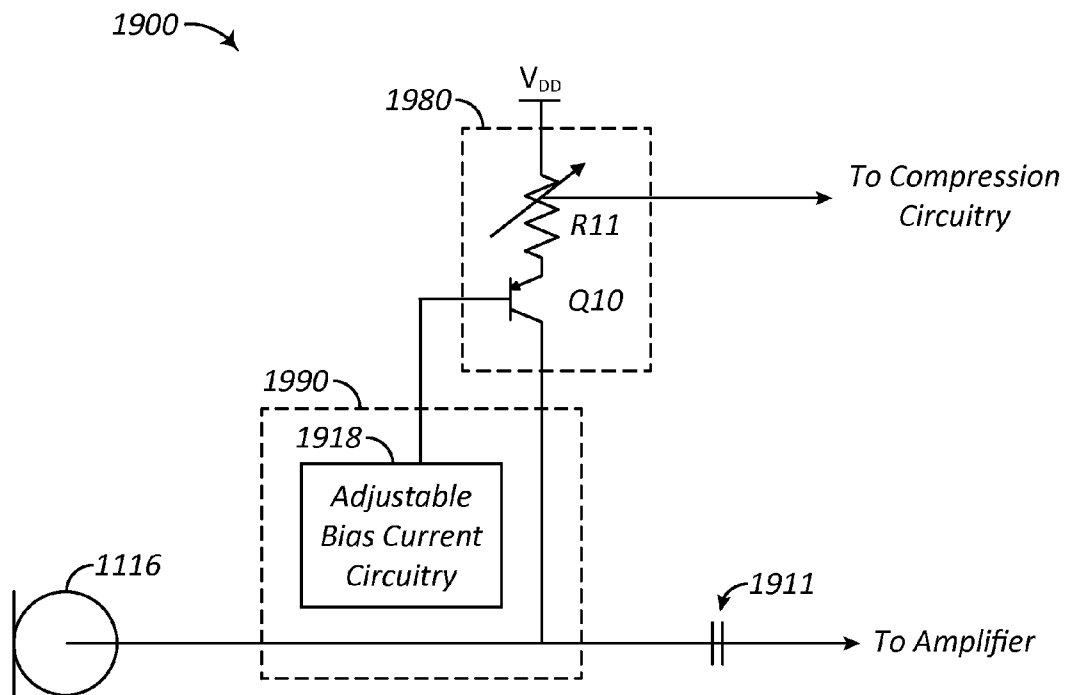 1900
V_DD
1980
To Compression
Circuitry
R11
Q10
1990
1918
Adjustable
Bias Current
Circuitry
1116
1911
To Amplifier